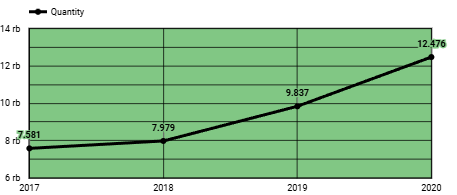 Quantity
14 rb
12.476
12 rb
10 rb
9.837
8 rb
7.979
7.581
6 rb
2017 2018 2019 2020